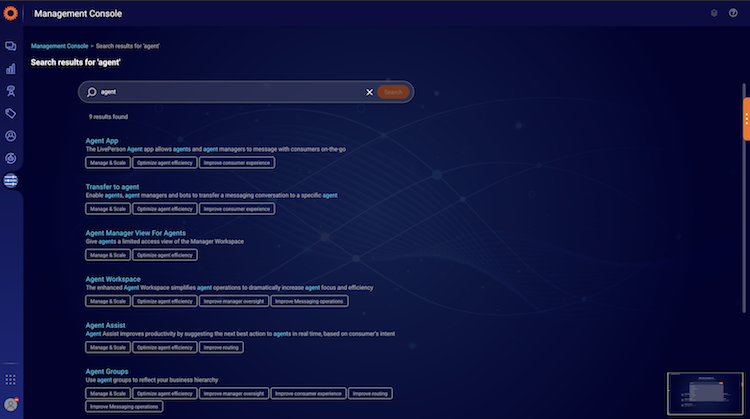 Management Console
Management Console > Search results for 'agent'
Search results for 'agent'
agent
Search
9 results found
Agent App
The LivePerson Agent app allows agents and agent managers to message with consumers on-the-go
Manage & Scale
Optimize agent efficiency
Improve consumer experience
Transfer to agent
Enable agents, agent managers and bots to transfer a messaging conversation to a specific agent
Manage & Scale
Optimize agent efficiency
Improve consumer experience
Agent Manager View For Agents
Give agents a limited access view of the Manager Workspace
Manage & Scale
Optimize agent efficiency
Agent Workspace
The enhanced Agent Workspace simplifies agent operations to dramatically increase agent focus and efficiency
Manage & Scale
Optimize agent efficiency
Improve manager oversight
Improve Messaging operations
Agent Assist
Agent Assist improves productivity by suggesting the next best action to agents in real time, based on consumer's intent
Manage & Scale
Optimize agent efficiency
Improve routing
Agent Groups
Use agent groups to reflect your business hierarchy
Manage & Scale
Optimize agent efficiency
Improve manager oversight
Improve consumer experience
Improve routing
Improve Messaging operations